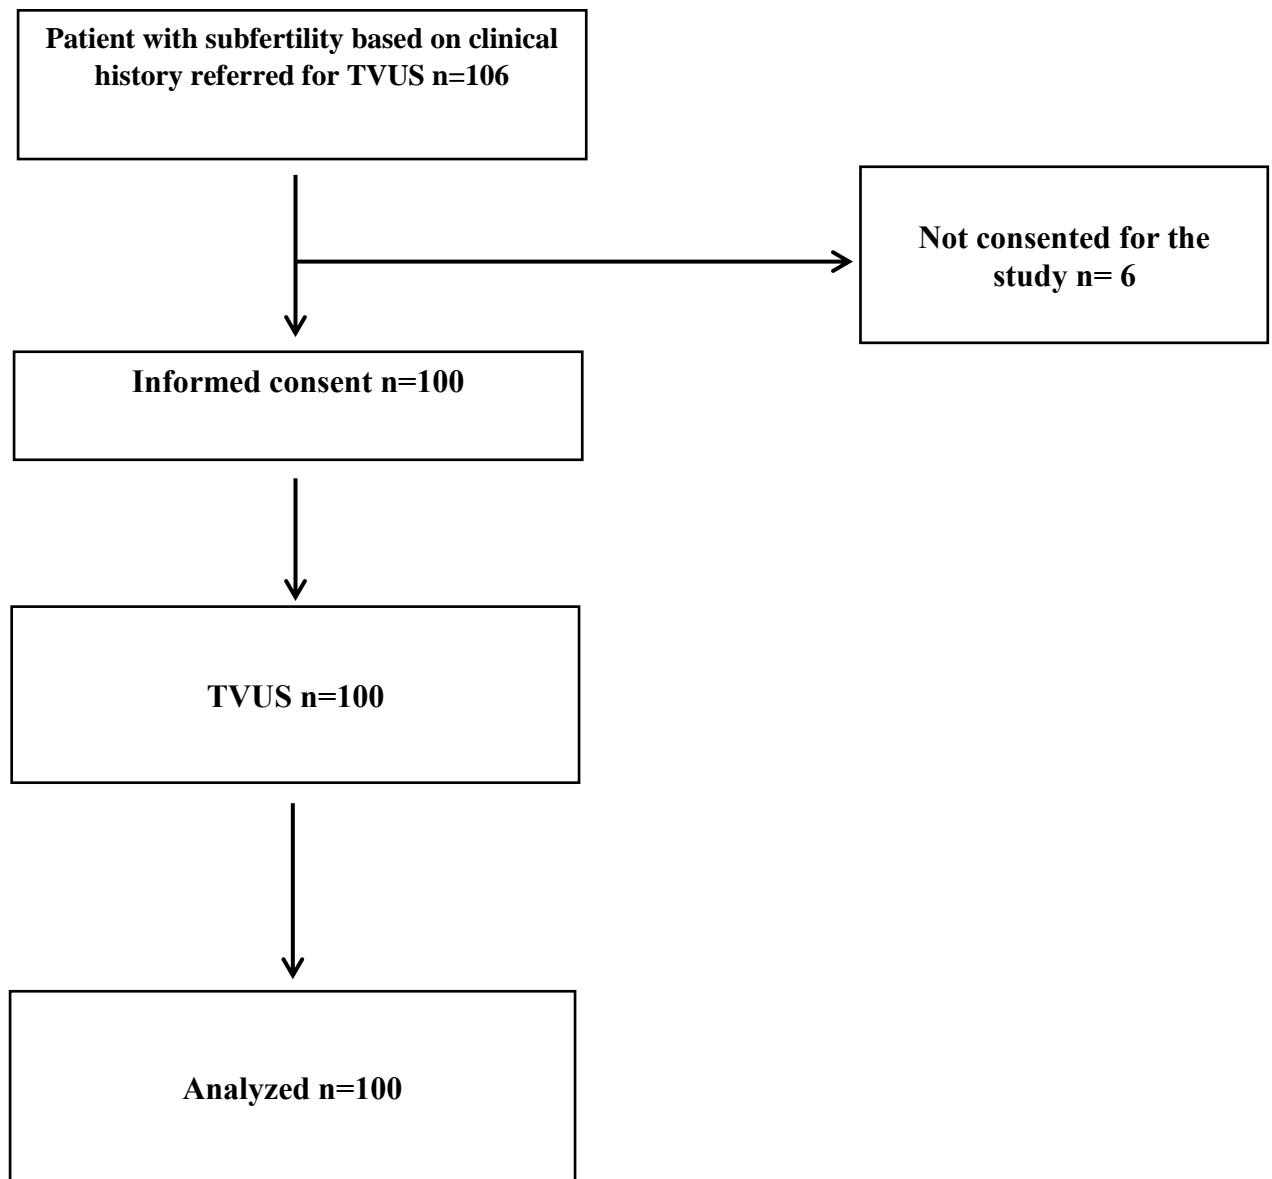 Patient with subfertility based on clinical
history referred for TVUS n=106
Not consented for the
study n= 6
Informed consent n=100
TVUS n=100
Analyzed n=100